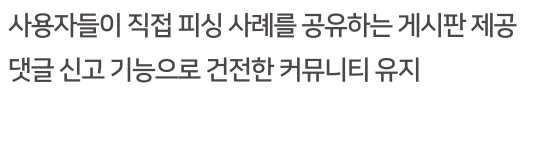 사용자들이 직접 피싱 사례를 공유하는 게시판 제공
댓글 신고 기능으로 건전한 커뮤니티 유지